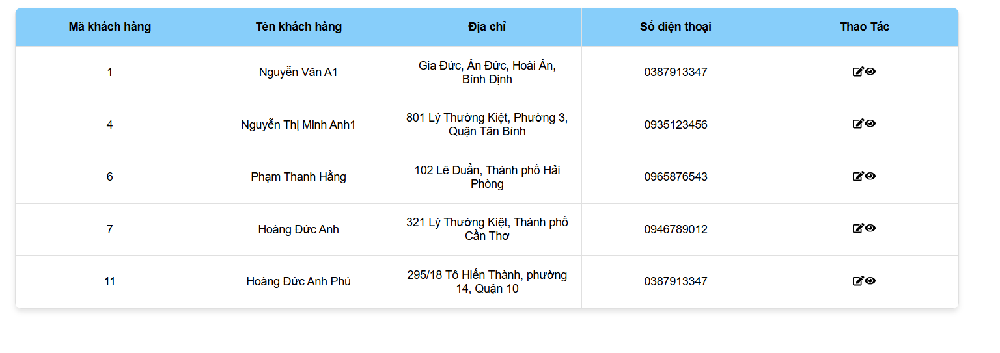 Mã khách hàng Tên khách hàng Địa chỉ Số điện thoại Thao Tác
1 Nguyễn Văn A1 Gia Đức, Ân Đức, Hoài Ân,
Bình Định 0387913347
4 Nguyễn Thị Minh Anh1 801 Lý Thường Kiệt, Phường 3,
Quận Tân Bình 0935123456
6 Phạm Thanh Hằng 102 Lê Duẩn, Thành phố Hải
Phòng 0965876543
7 Hoàng Đức Anh 321 Lý Thường Kiệt, Thành phố
Cần Thơ 0946789012
11 Hoàng Đức Anh Phú 295/18 Tô Hiến Thành, phường
14, Quận 10 0387913347